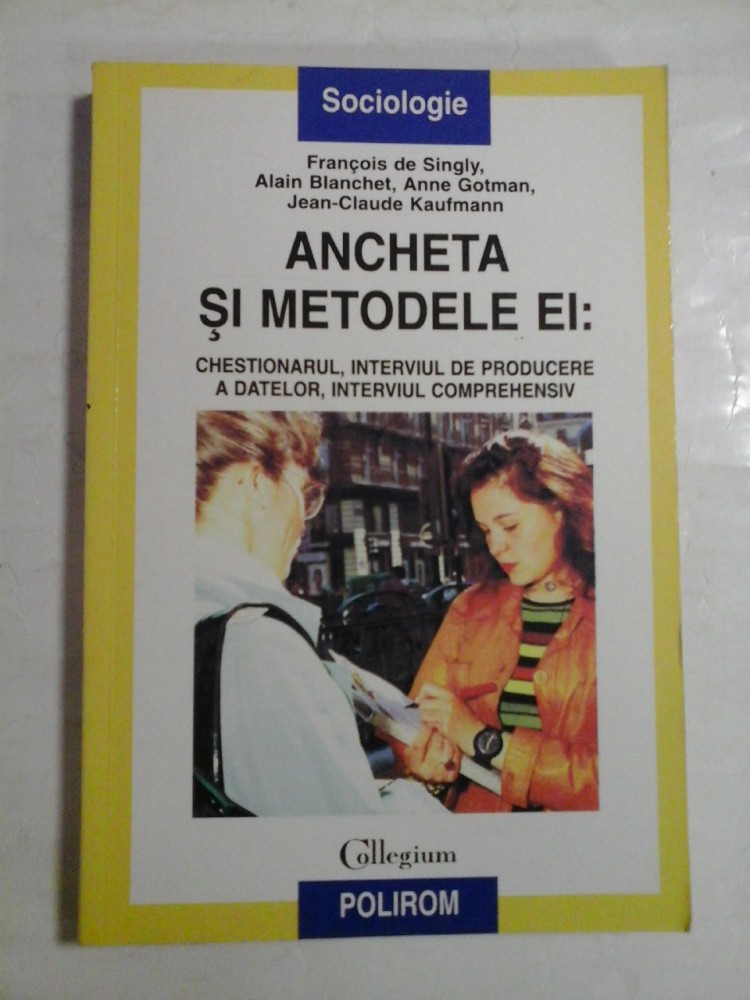 Sociologie
François de Singly,
Alain Blanchet, Anne Gotman,
Jean-Claude Kaufmann
ANCHETA
ŞI METODELE EI:
CHESTIONARUL, INTERVIUL DE PRODUCERE
A DATELOR, INTERVIUL COMPREHENSIV
Collegium
POLIROM